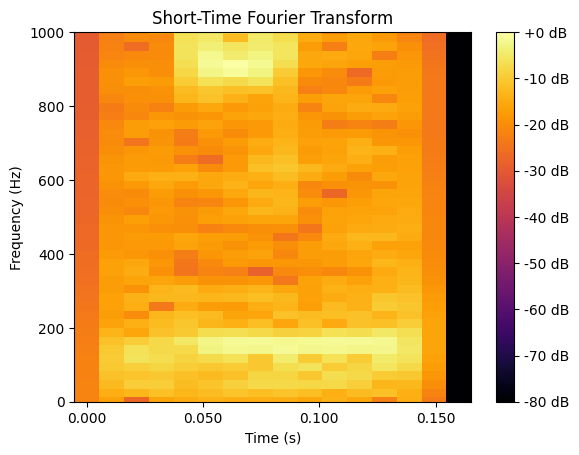 Short-Time Fourier Transform
1000
800
600
400
200
0
Frequency (Hz)
0.000
0.050
0.100
0.150
Time (s)
+0 dB
-10 dB
-20 dB
-30 dB
-40 dB
-50 dB
-60 dB
-70 dB
-80 dB